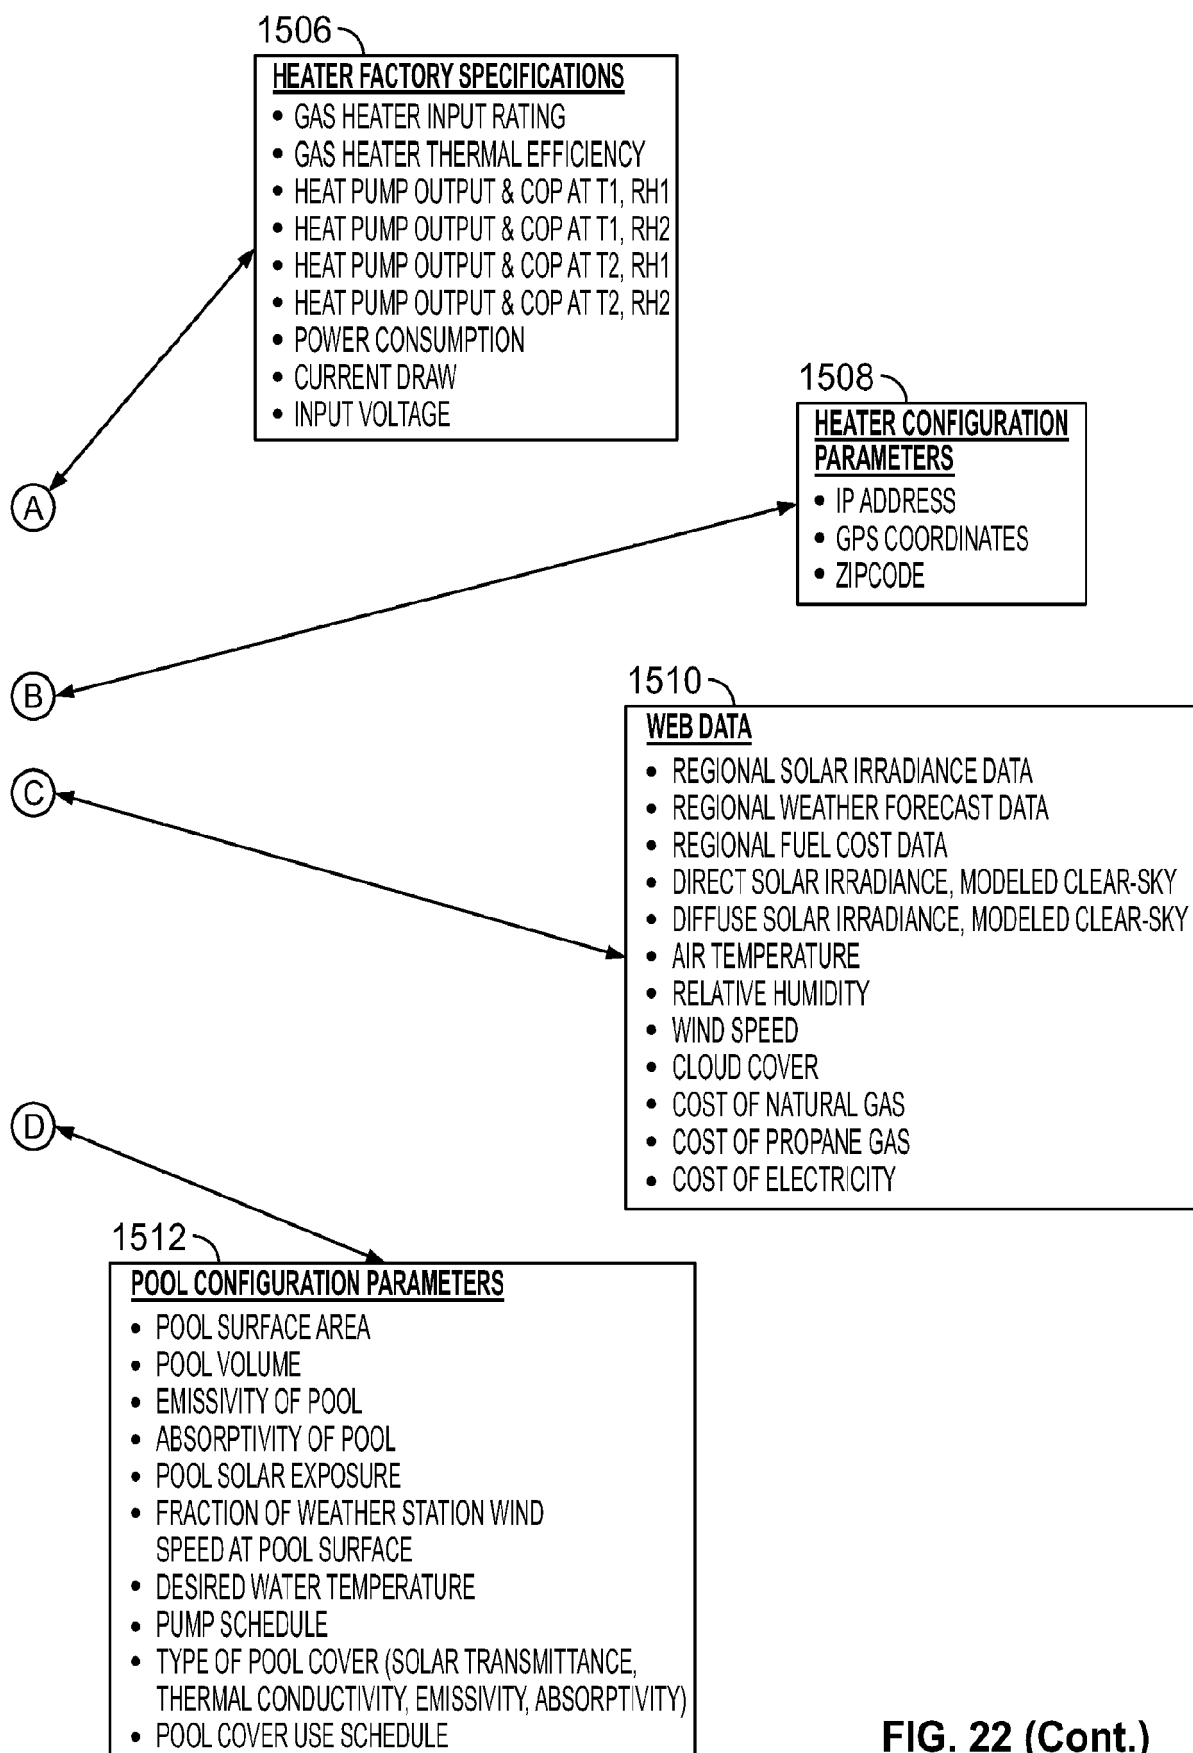 1506
HEATER FACTORY SPECIFICATIONS
• GAS HEATER INPUT RATING
• GAS HEATER THERMAL EFFICIENCY
• HEAT PUMP OUTPUT & COP AT T1, RH1
• HEAT PUMP OUTPUT & COP AT T1, RH2
• HEAT PUMP OUTPUT & COP AT T2, RH1
• HEAT PUMP OUTPUT & COP AT T2, RH2
• POWER CONSUMPTION
• CURRENT DRAW
• INPUT VOLTAGE
1508
HEATER CONFIGURATION
PARAMETERS
• IP ADDRESS
• GPS COORDINATES
• ZIPCODE
A
B
1510
WEB DATA
• REGIONAL SOLAR IRRADIANCE DATA
• REGIONAL WEATHER FORECAST DATA
• REGIONAL FUEL COST DATA
• DIRECT SOLAR IRRADIANCE, MODELED CLEAR-SKY
• DIFFUSE SOLAR IRRADIANCE, MODELED CLEAR-SKY
• AIR TEMPERATURE
• RELATIVE HUMIDITY
• WIND SPEED
• CLOUD COVER
• COST OF NATURAL GAS
• COST OF PROPANE GAS
• COST OF ELECTRICITY
C
D
1512
POOL CONFIGURATION PARAMETERS
• POOL SURFACE AREA
• POOL VOLUME
• EMISSIVITY OF POOL
• ABSORPTIVITY OF POOL
• POOL SOLAR EXPOSURE
• FRACTION OF WEATHER STATION WIND
SPEED AT POOL SURFACE
• DESIRED WATER TEMPERATURE
• PUMP SCHEDULE
• TYPE OF POOL COVER (SOLAR TRANSMITTANCE,
THERMAL CONDUCTIVITY, EMISSIVITY, ABSORPTIVITY)
• POOL COVER USE SCHEDULE
FIG. 22 (Cont.)